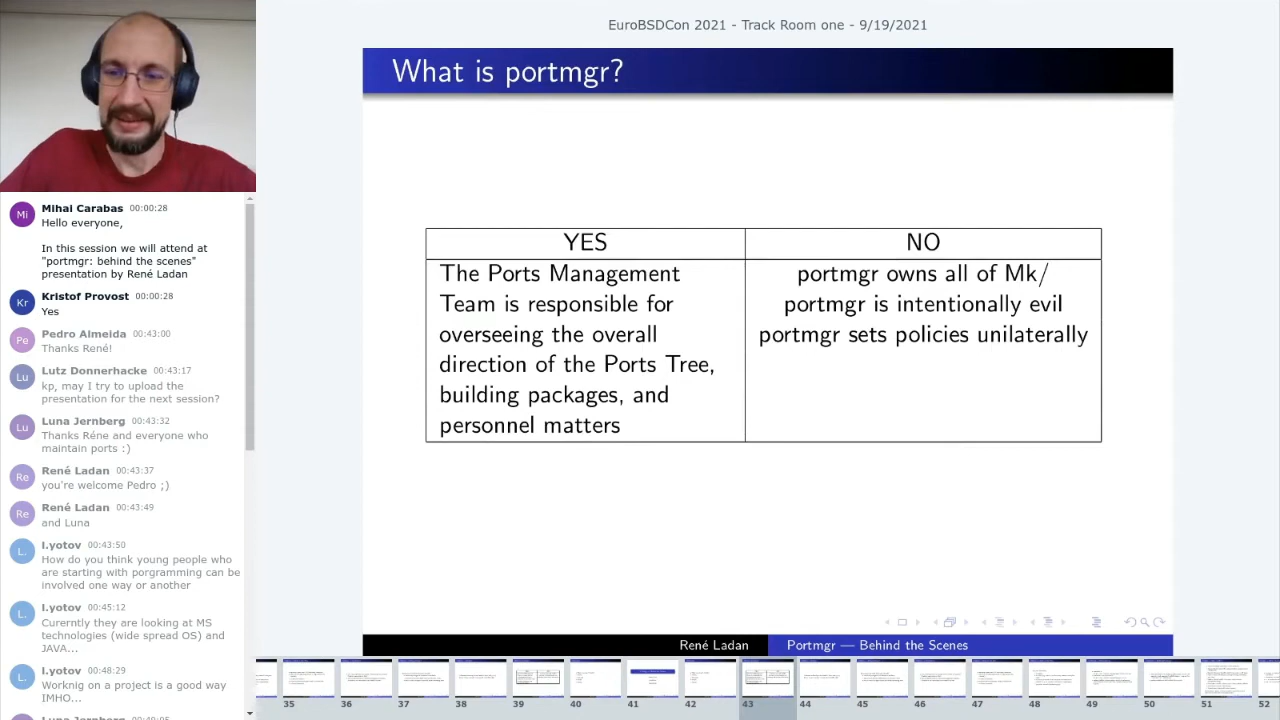 EuroBSDCon 2021 - Track Room one - 9/19/2021
What is portmgr?
YES
NO
The Ports Management
Team is responsible for
overseeing the overall
direction of the Ports Tree,
building packages, and
personnel matters
portmgr owns all of Mk/
portmgr is intentionally evil
portmgr sets policies unilaterally
René Ladan
Portmgr — Behind the Scenes
Mi
Mihai Carabas 00:00:28
Hello everyone,
In this session we will attend at
"portmgr: behind the scenes"
presentation by René Ladan
Kr
Kristof Provost 00:00:28
Yes
Pe
Pedro Almeida 00:43:00
Thanks René!
Lu
Lutz Donnerhacke 00:43:17
kp, may I try to upload the
presentation for the next session?
Lu
Luna Jernberg 00:43:32
Thanks Réne and everyone who
maintain ports :)
Re
René Ladan 00:43:37
you're welcome Pedro ;)
Re
René Ladan 00:43:49
and Luna
L.
l.yotov 00:43:50
How do you think young people who
are starting with porgramming can be
involved one way or another
L.
l.yotov 00:45:12
Curerntly they are looking at MS
technologies (wide spread OS) and
JAVA...
L.
l.yotov 00:48:29
Worknig on a project is a good way
IMHO...
35 36 37 38 39 40 41 42 43 44 45 46 47 48 49 50 51 52